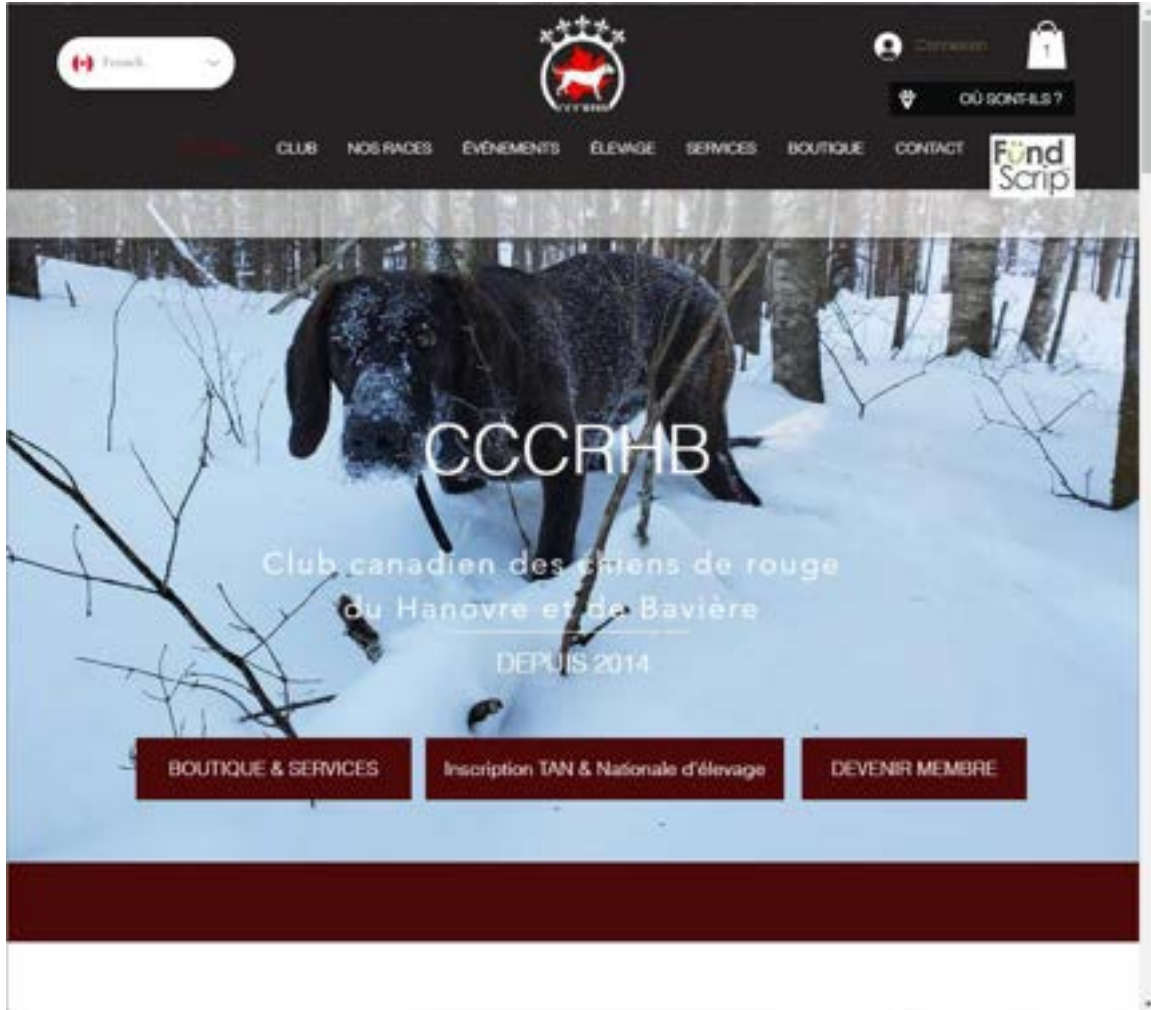 French
Connexion
1
OÙ SONT-ILS ?
CLUB
NOS RACES
ÉVÉNEMENTS
ÉLEVAGE
SERVICES
BOUTIQUE
CONTACT
Fünd
Scrip
CCCRHB
Club canadien des chiens de rouge
du Hanovre et de Bavière
DEPUIS 2014
BOUTIQUE & SERVICES
Inscription TAN & Nationale d'élevage
DEVENIR MEMBRE